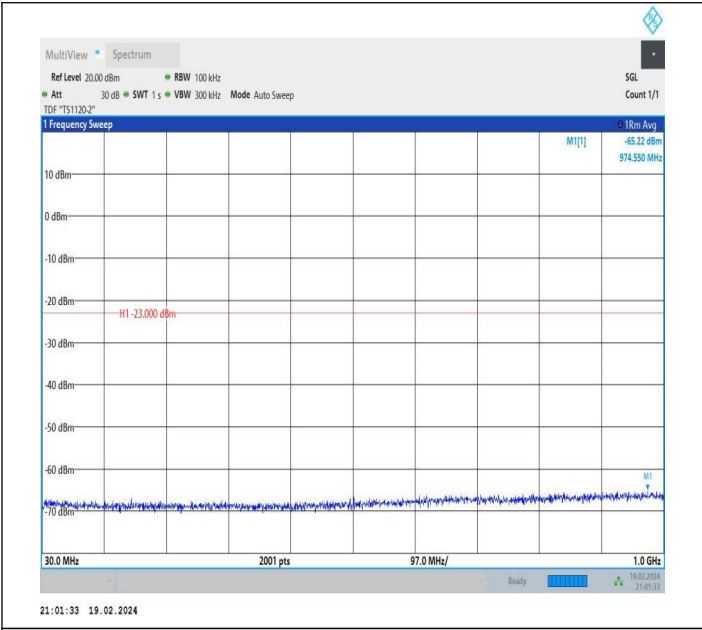 MultiView
Spectrum
Ref Level 20.00 dBm RBW 100 kHz SGL
Att 30 dB SWT 1 s VBW 300 kHz Mode Auto Sweep Count 1/1
TDF "TS1120-2"
1 Frequency Sweep 1Rm Avg
M1[1] -65.22 dBm
974.550 MHz
10 dBm
0 dBm
-10 dBm
-20 dBm
H1 -23.000 dBm
-30 dBm
-40 dBm
-50 dBm
-60 dBm
M1
-70 dBm
30.0 MHz 2001 pts 97.0 MHz/ 1.0 GHz
Ready 19.02.2024
21:01:33
21:01:33 19.02.2024